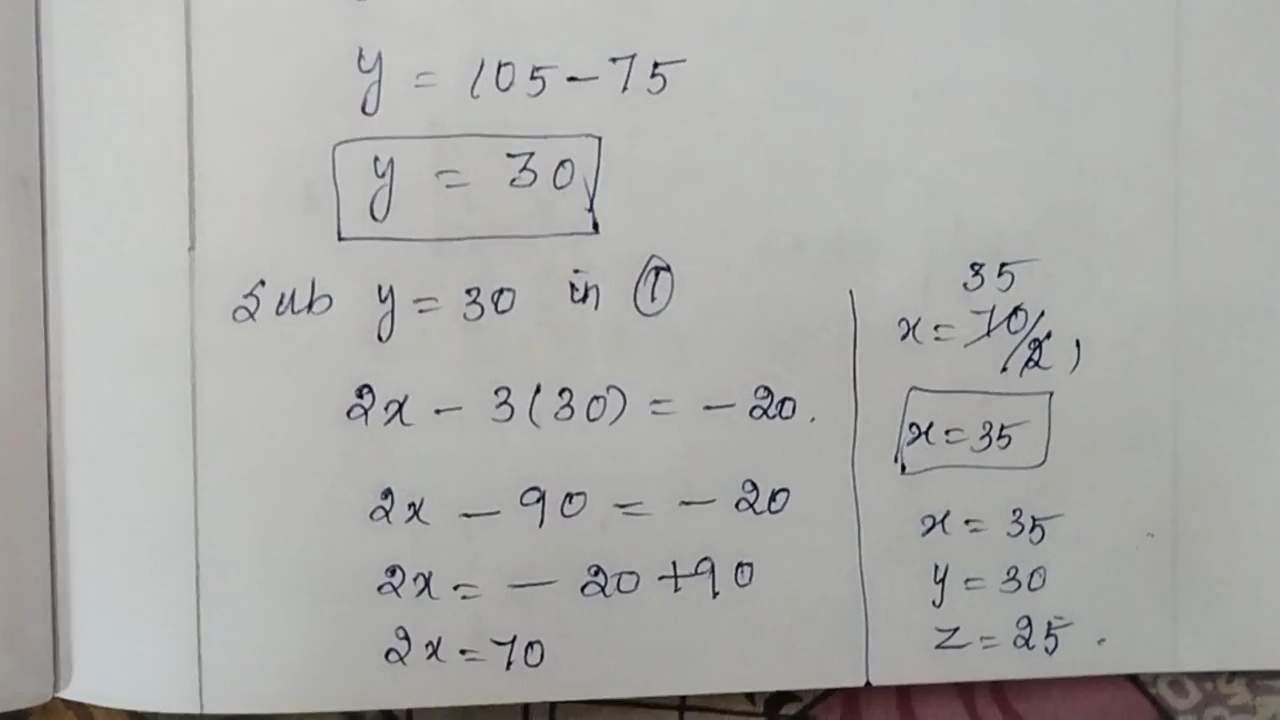 y = 105 - 75
y = 30
Sub y = 30 in ①
2x - 3(30) = - 20.
2x - 90 = - 20
2x = - 20 + 90
2x = 70
35
x = 70/2,
x = 35
x = 35
y = 30
z = 25.